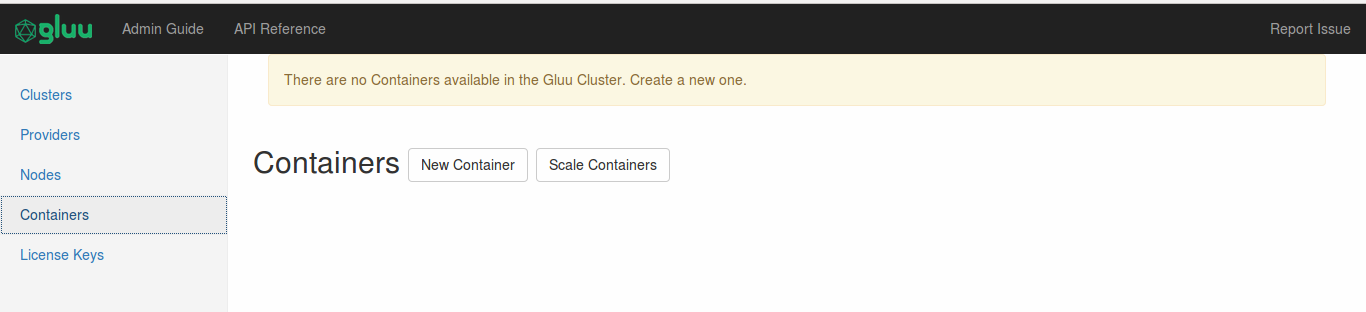 gluu Admin Guide API Reference Report Issue
There are no Containers available in the Gluu Cluster. Create a new one.
Clusters
Providers
Nodes
Containers
License Keys
Containers New Container Scale Containers